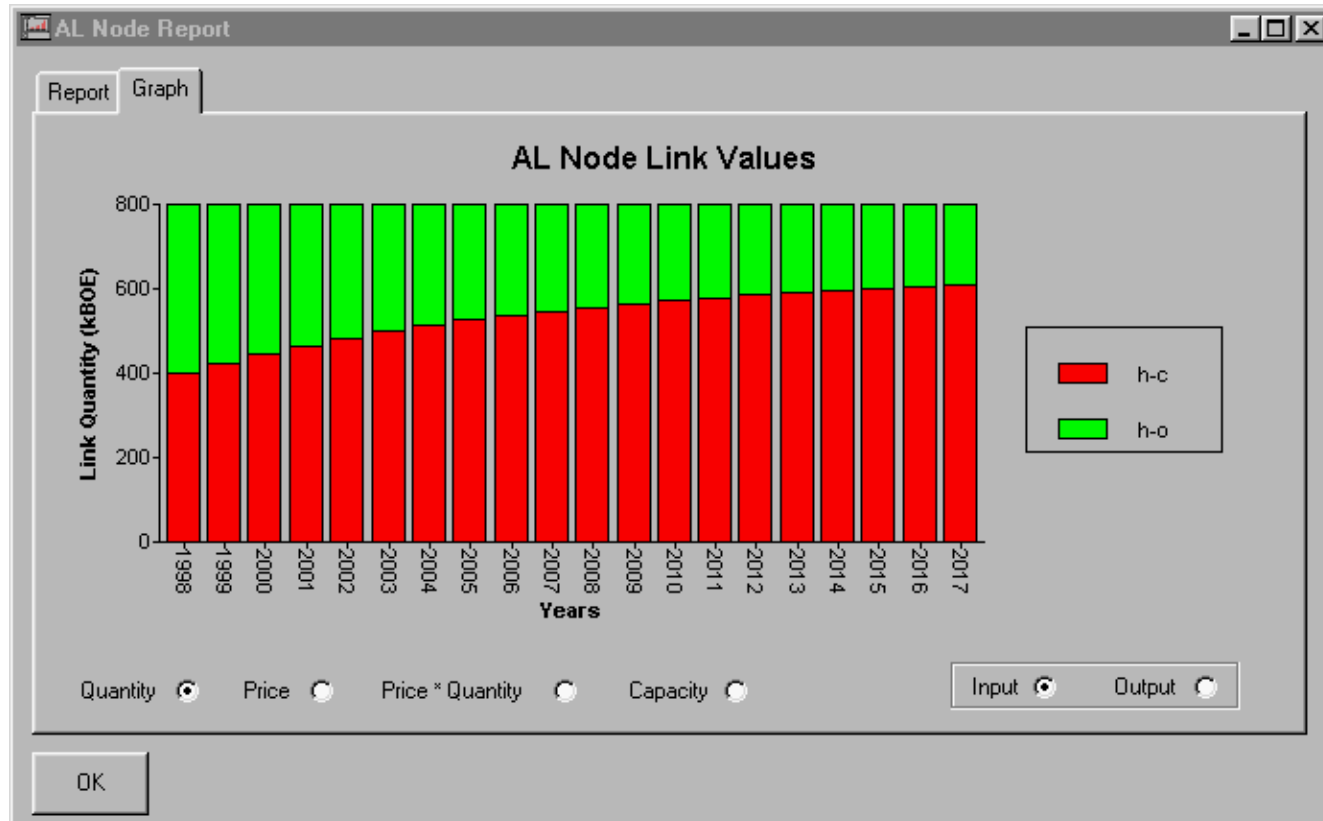 AL Node Report
Report
Graph
AL Node Link Values
Link Quantity (kBOE)
800
600
400
200
0
1998
1999
2000
2001
2002
2003
2004
2005
2006
2007
2008
2009
2010
2011
2012
2013
2014
2015
2016
2017
Years
h-c
h-o
Quantity
Price
Price * Quantity
Capacity
Input
Output
OK